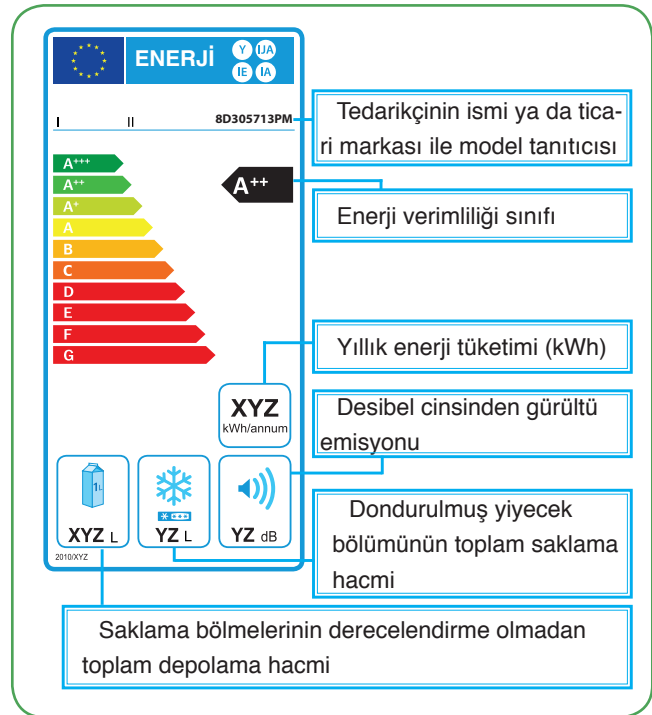 ENERJİ Y IJA
IE IA
I II 8D305713PM
Tedarikçinin ismi ya da tica-
ri markası ile model tanıtıcısı
A+++
A++
A+
A
B
C
D
E
F
G
A++
Enerji verimliliği sınıfı
Yıllık enerji tüketimi (kWh)
XYZ
kWh/annum
Desibel cinsinden gürültü
emisyonu
1L
XYZ L
YZ L
YZ dB
2010/XYZ
Dondurulmuş yiyecek
bölümünün toplam saklama
hacmi
Saklama bölmelerinin derecelendirme olmadan
toplam depolama hacmi